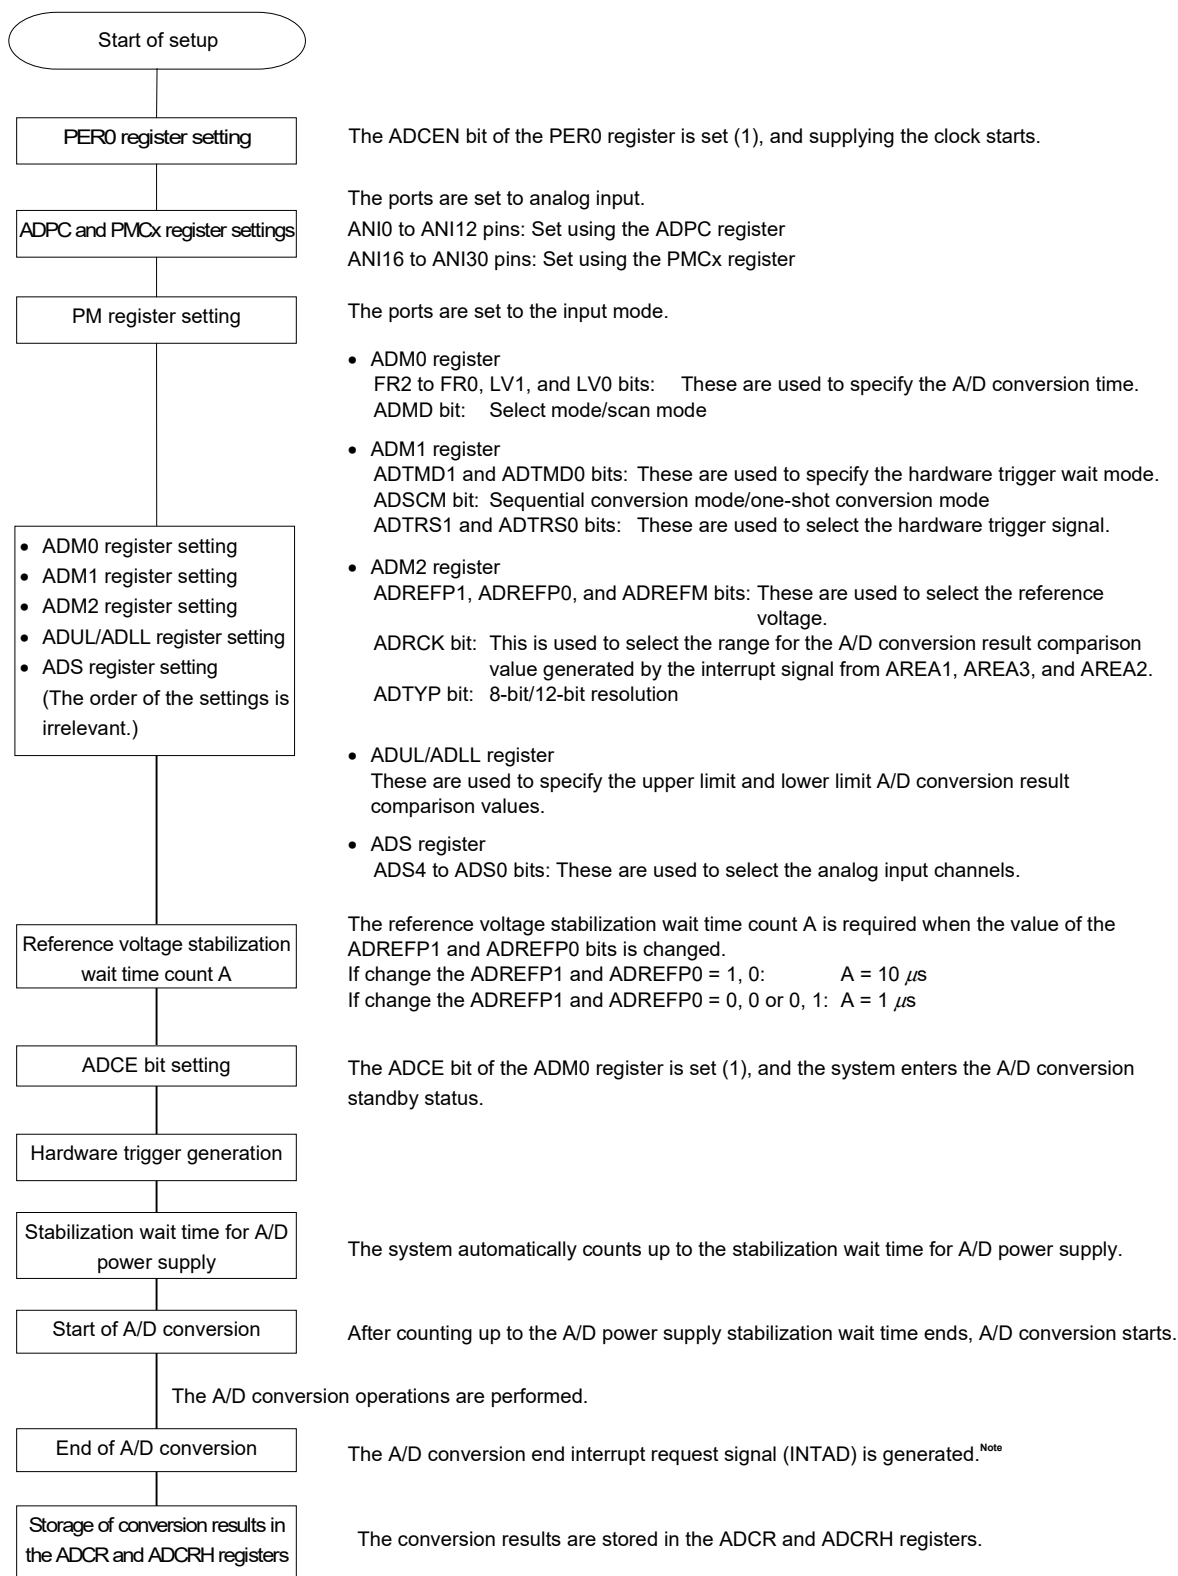 Start of setup
PER0 register setting
The ADCEN bit of the PER0 register is set (1), and supplying the clock starts.
ADPC and PMCx register settings
The ports are set to analog input.
ANI0 to ANI12 pins: Set using the ADPC register
ANI16 to ANI30 pins: Set using the PMCx register
PM register setting
The ports are set to the input mode.
• ADM0 register setting
• ADM1 register setting
• ADM2 register setting
• ADUL/ADLL register setting
• ADS register setting
(The order of the settings is
irrelevant.)
• ADM0 register
FR2 to FR0, LV1, and LV0 bits: These are used to specify the A/D conversion time.
ADMD bit: Select mode/scan mode
• ADM1 register
ADTMD1 and ADTMD0 bits: These are used to specify the hardware trigger wait mode.
ADSCM bit: Sequential conversion mode/one-shot conversion mode
ADTRS1 and ADTRS0 bits: These are used to select the hardware trigger signal.
• ADM2 register
ADREFP1, ADREFP0, and ADREFM bits: These are used to select the reference
voltage.
ADRCK bit: This is used to select the range for the A/D conversion result comparison
value generated by the interrupt signal from AREA1, AREA3, and AREA2.
ADTYP bit: 8-bit/12-bit resolution
• ADUL/ADLL register
These are used to specify the upper limit and lower limit A/D conversion result
comparison values.
• ADS register
ADS4 to ADS0 bits: These are used to select the analog input channels.
Reference voltage stabilization
wait time count A
The reference voltage stabilization wait time count A is required when the value of the
ADREFP1 and ADREFP0 bits is changed.
If change the ADREFP1 and ADREFP0 = 1, 0: A = 10 μs
If change the ADREFP1 and ADREFP0 = 0, 0 or 0, 1: A = 1 μs
ADCE bit setting
The ADCE bit of the ADM0 register is set (1), and the system enters the A/D conversion
standby status.
Hardware trigger generation
Stabilization wait time for A/D
power supply
The system automatically counts up to the stabilization wait time for A/D power supply.
Start of A/D conversion
After counting up to the A/D power supply stabilization wait time ends, A/D conversion starts.
The A/D conversion operations are performed.
End of A/D conversion
The A/D conversion end interrupt request signal (INTAD) is generated.Note
Storage of conversion results in
the ADCR and ADCRH registers
The conversion results are stored in the ADCR and ADCRH registers.